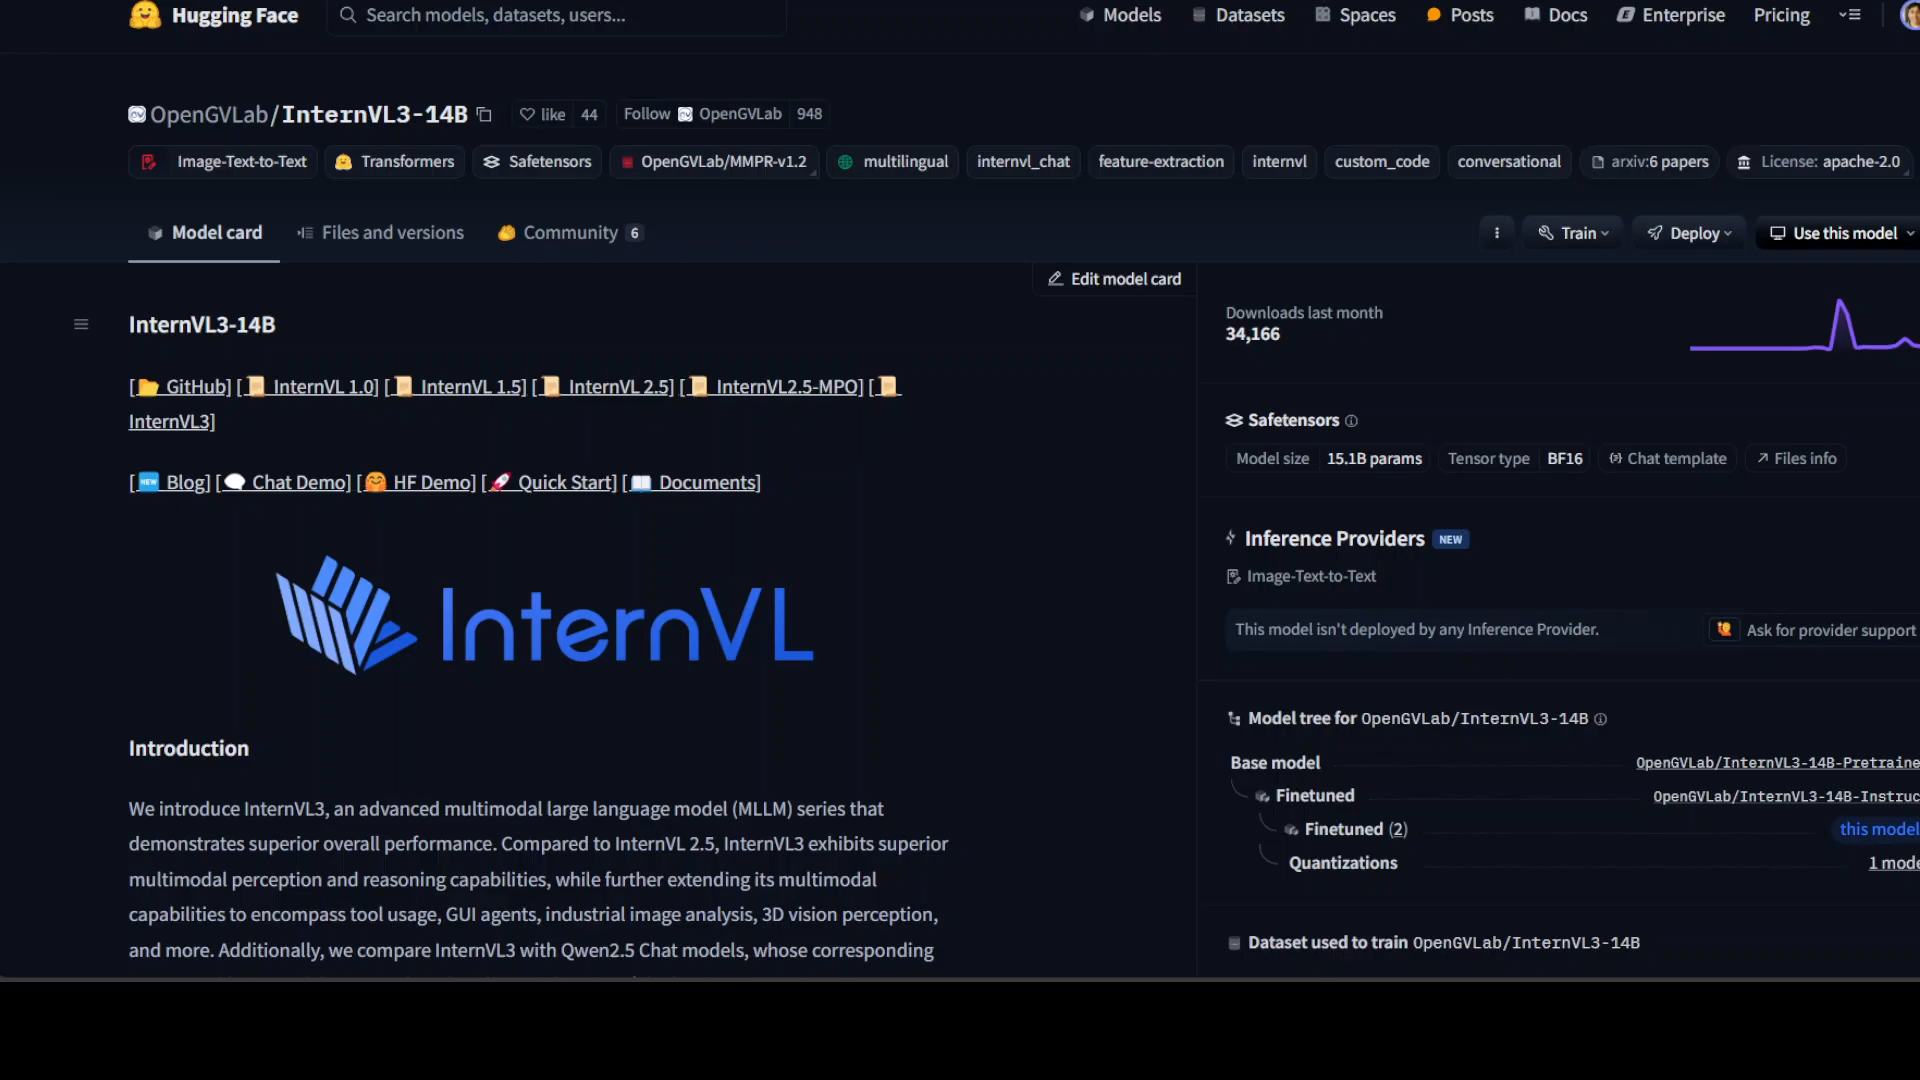 Hugging Face
Search models, datasets, users...
Models Datasets Spaces Posts Docs Enterprise Pricing
OpenGVLab/InternVL3-14B like 44 Follow OpenGVLab 948
Image-Text-to-Text Transformers Safetensors OpenGVLab/MMPR-v1.2 multilingual internvl_chat feature-extraction internvl custom_code conversational arxiv:6 papers License: apache-2.0
Model card Files and versions Community 6
Train Deploy Use this model
Edit model card
InternVL3-14B
[📂 GitHub] [📜 InternVL 1.0] [📜 InternVL 1.5] [📜 InternVL 2.5] [📜 InternVL2.5-MPO] [📜
InternVL3]
[🆕 Blog] [🗨️ Chat Demo] [🤗 HF Demo] [🚀 Quick Start] [📖 Documents]
InternVL
Introduction
We introduce InternVL3, an advanced multimodal large language model (MLLM) series that
demonstrates superior overall performance. Compared to InternVL 2.5, InternVL3 exhibits superior
multimodal perception and reasoning capabilities, while further extending its multimodal
capabilities to encompass tool usage, GUI agents, industrial image analysis, 3D vision perception,
and more. Additionally, we compare InternVL3 with Qwen2.5 Chat models, whose corresponding
Downloads last month
34,166
Safetensors
Model size 15.1B params Tensor type BF16 Chat template Files info
Inference Providers NEW
Image-Text-to-Text
This model isn't deployed by any Inference Provider. Ask for provider support
Model tree for OpenGVLab/InternVL3-14B
Base model OpenGVLab/InternVL3-14B-Pretraine
Finetuned OpenGVLab/InternVL3-14B-Instruc
Finetuned (2) this model
Quantizations 1 mode
Dataset used to train OpenGVLab/InternVL3-14B